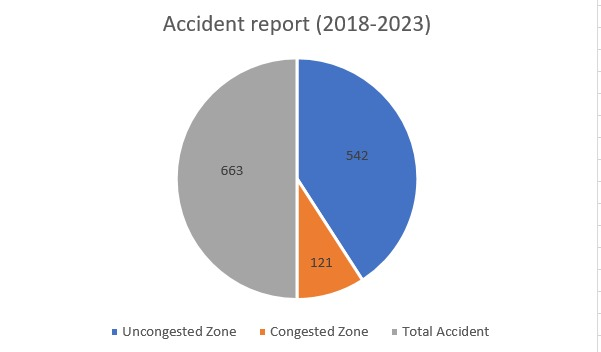 Accident report (2018-2023)
542
663
121
Uncongested Zone Congested Zone Total Accident